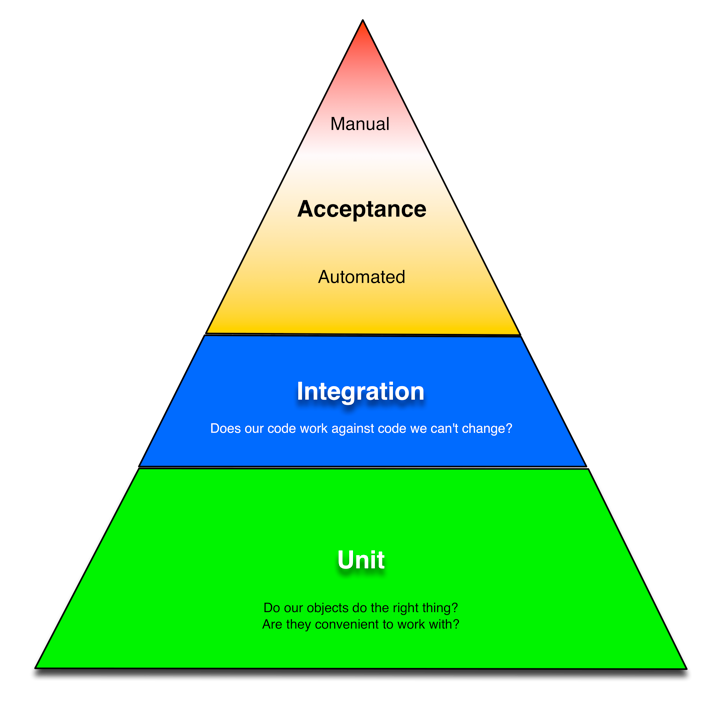 Manual
Acceptance
Automated
Integration
Does our code work against code we can't change?
Unit
Do our objects do the right thing?
Are they convenient to work with?